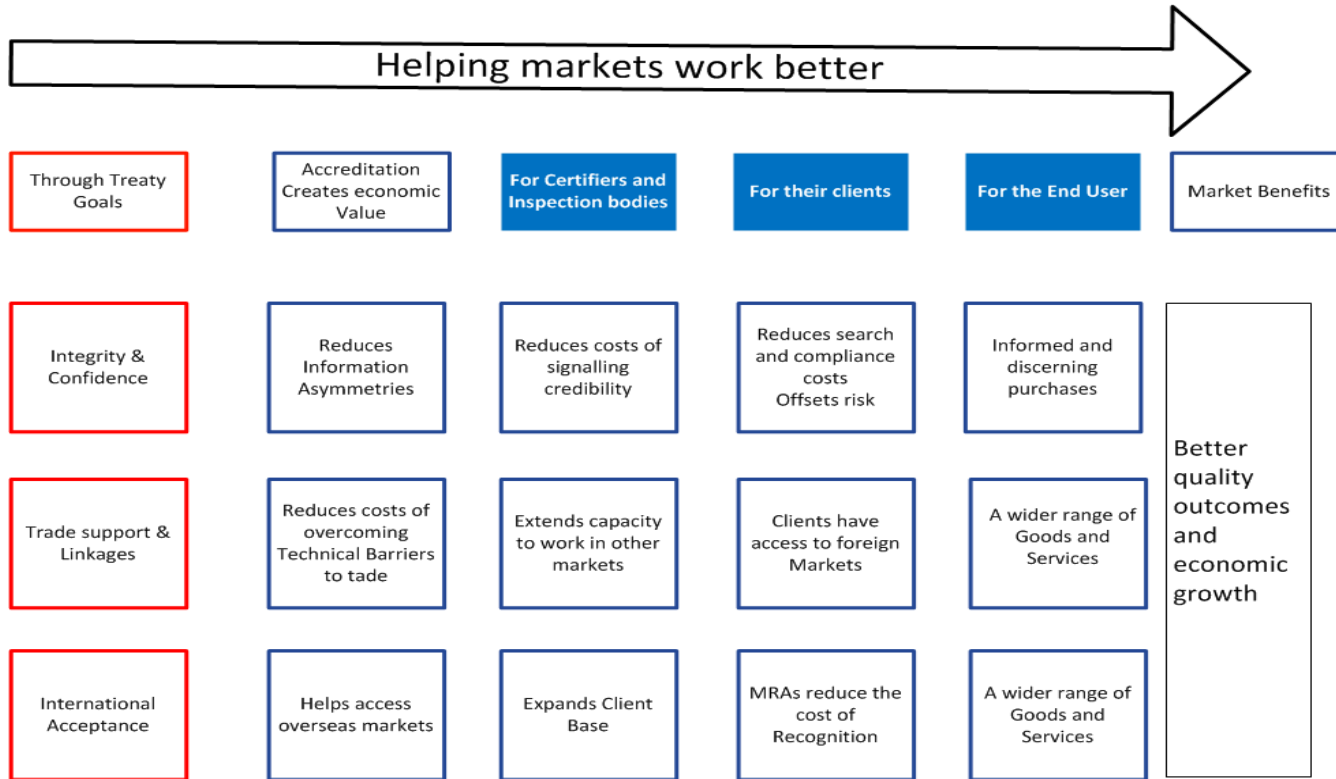 Helping markets work better
Through Treaty
Goals
Accreditation
Creates economic
Value
For Certifiers and
Inspection bodies
For their clients
For the End User
Market Benefits
Integrity &
Confidence
Reduces
Information
Asymmetries
Reduces costs of
signalling
credibility
Reduces search
and compliance
costs
Offsets risk
Informed and
discerning
purchases
Better
quality
outcomes
and
economic
growth
Trade support &
Linkages
Reduces costs of
overcoming
Technical Barriers
to tade
Extends capacity
to work in other
markets
Clients have
access to foreign
Markets
A wider range of
Goods and
Services
International
Acceptance
Helps access
overseas markets
Expands Client
Base
MRAs reduce the
cost of
Recognition
A wider range of
Goods and
Services